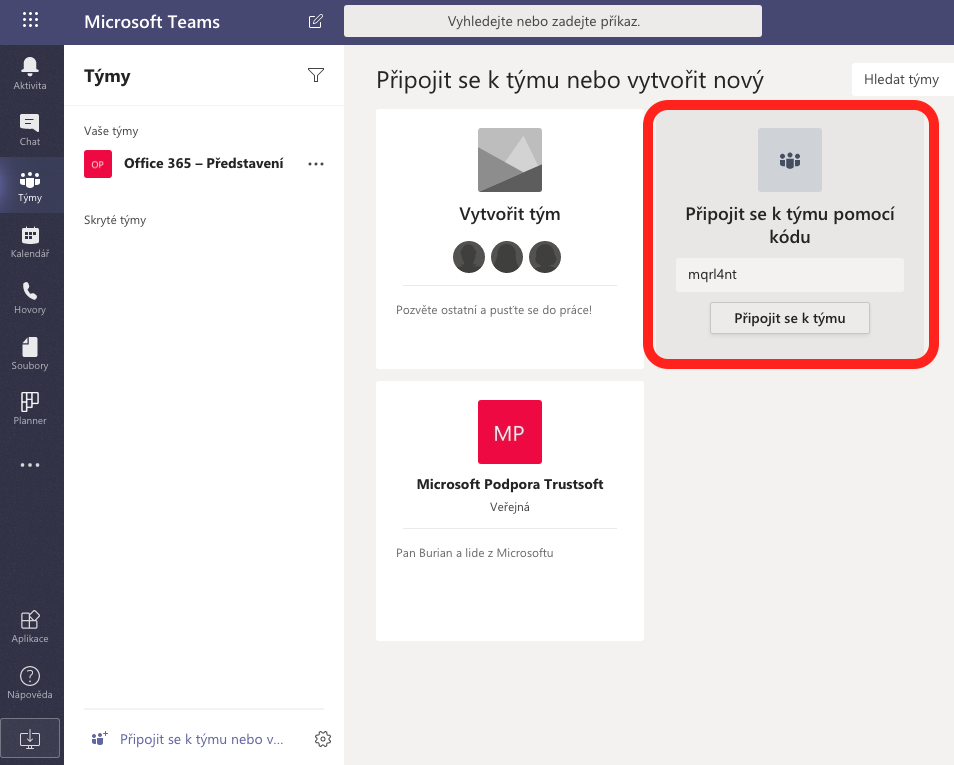 Microsoft Teams
Vyhledejte nebo zadejte příkaz.
Aktivita
Chat
Týmy
Kalendář
Hovory
Soubory
Planner
Aplikace
Nápověda
Týmy
Vaše týmy
OP
Office 365 – Představení
Skryté týmy
Připojit se k týmu nebo v...
Připojit se k týmu nebo vytvořit nový
Hledat týmy
Vytvořit tým
Pozvěte ostatní a pusťte se do práce!
Připojit se k týmu pomocí
kódu
mqrl4nt
Připojit se k týmu
MP
Microsoft Podpora Trustsoft
Veřejná
Pan Burian a lide z Microsoftu